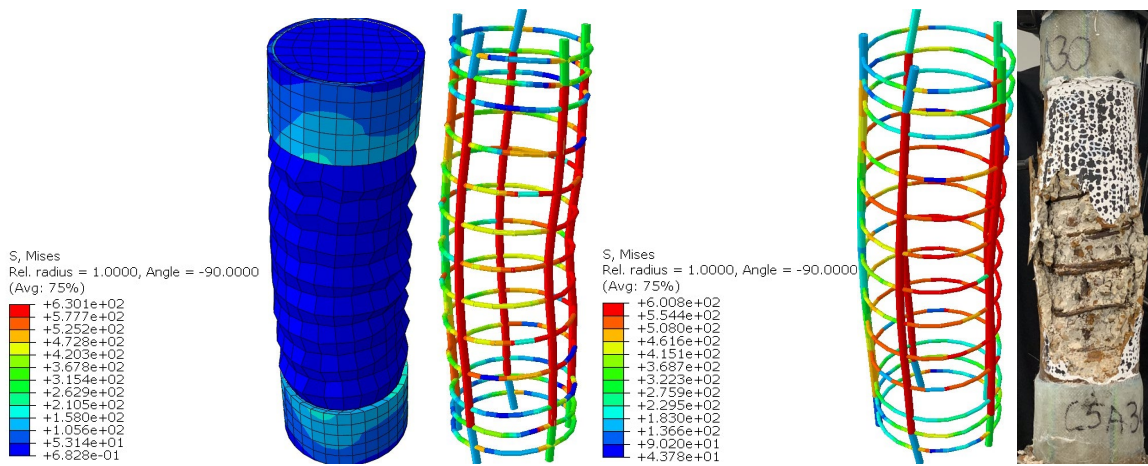 S, Mises
Rel. radius = 1.0000, Angle = -90.0000
(Avg: 75%)
+6.301e+02
+5.777e+02
+5.252e+02
+4.728e+02
+4.203e+02
+3.678e+02
+3.154e+02
+2.629e+02
+2.105e+02
+1.580e+02
+1.056e+02
+5.314e+01
+6.828e-01
S, Mises
Rel. radius = 1.0000, Angle = -90.0000
(Avg: 75%)
+6.008e+02
+5.544e+02
+5.080e+02
+4.616e+02
+4.151e+02
+3.687e+02
+3.223e+02
+2.759e+02
+2.295e+02
+1.830e+02
+1.366e+02
+9.020e+01
+4.378e+01
C5A3